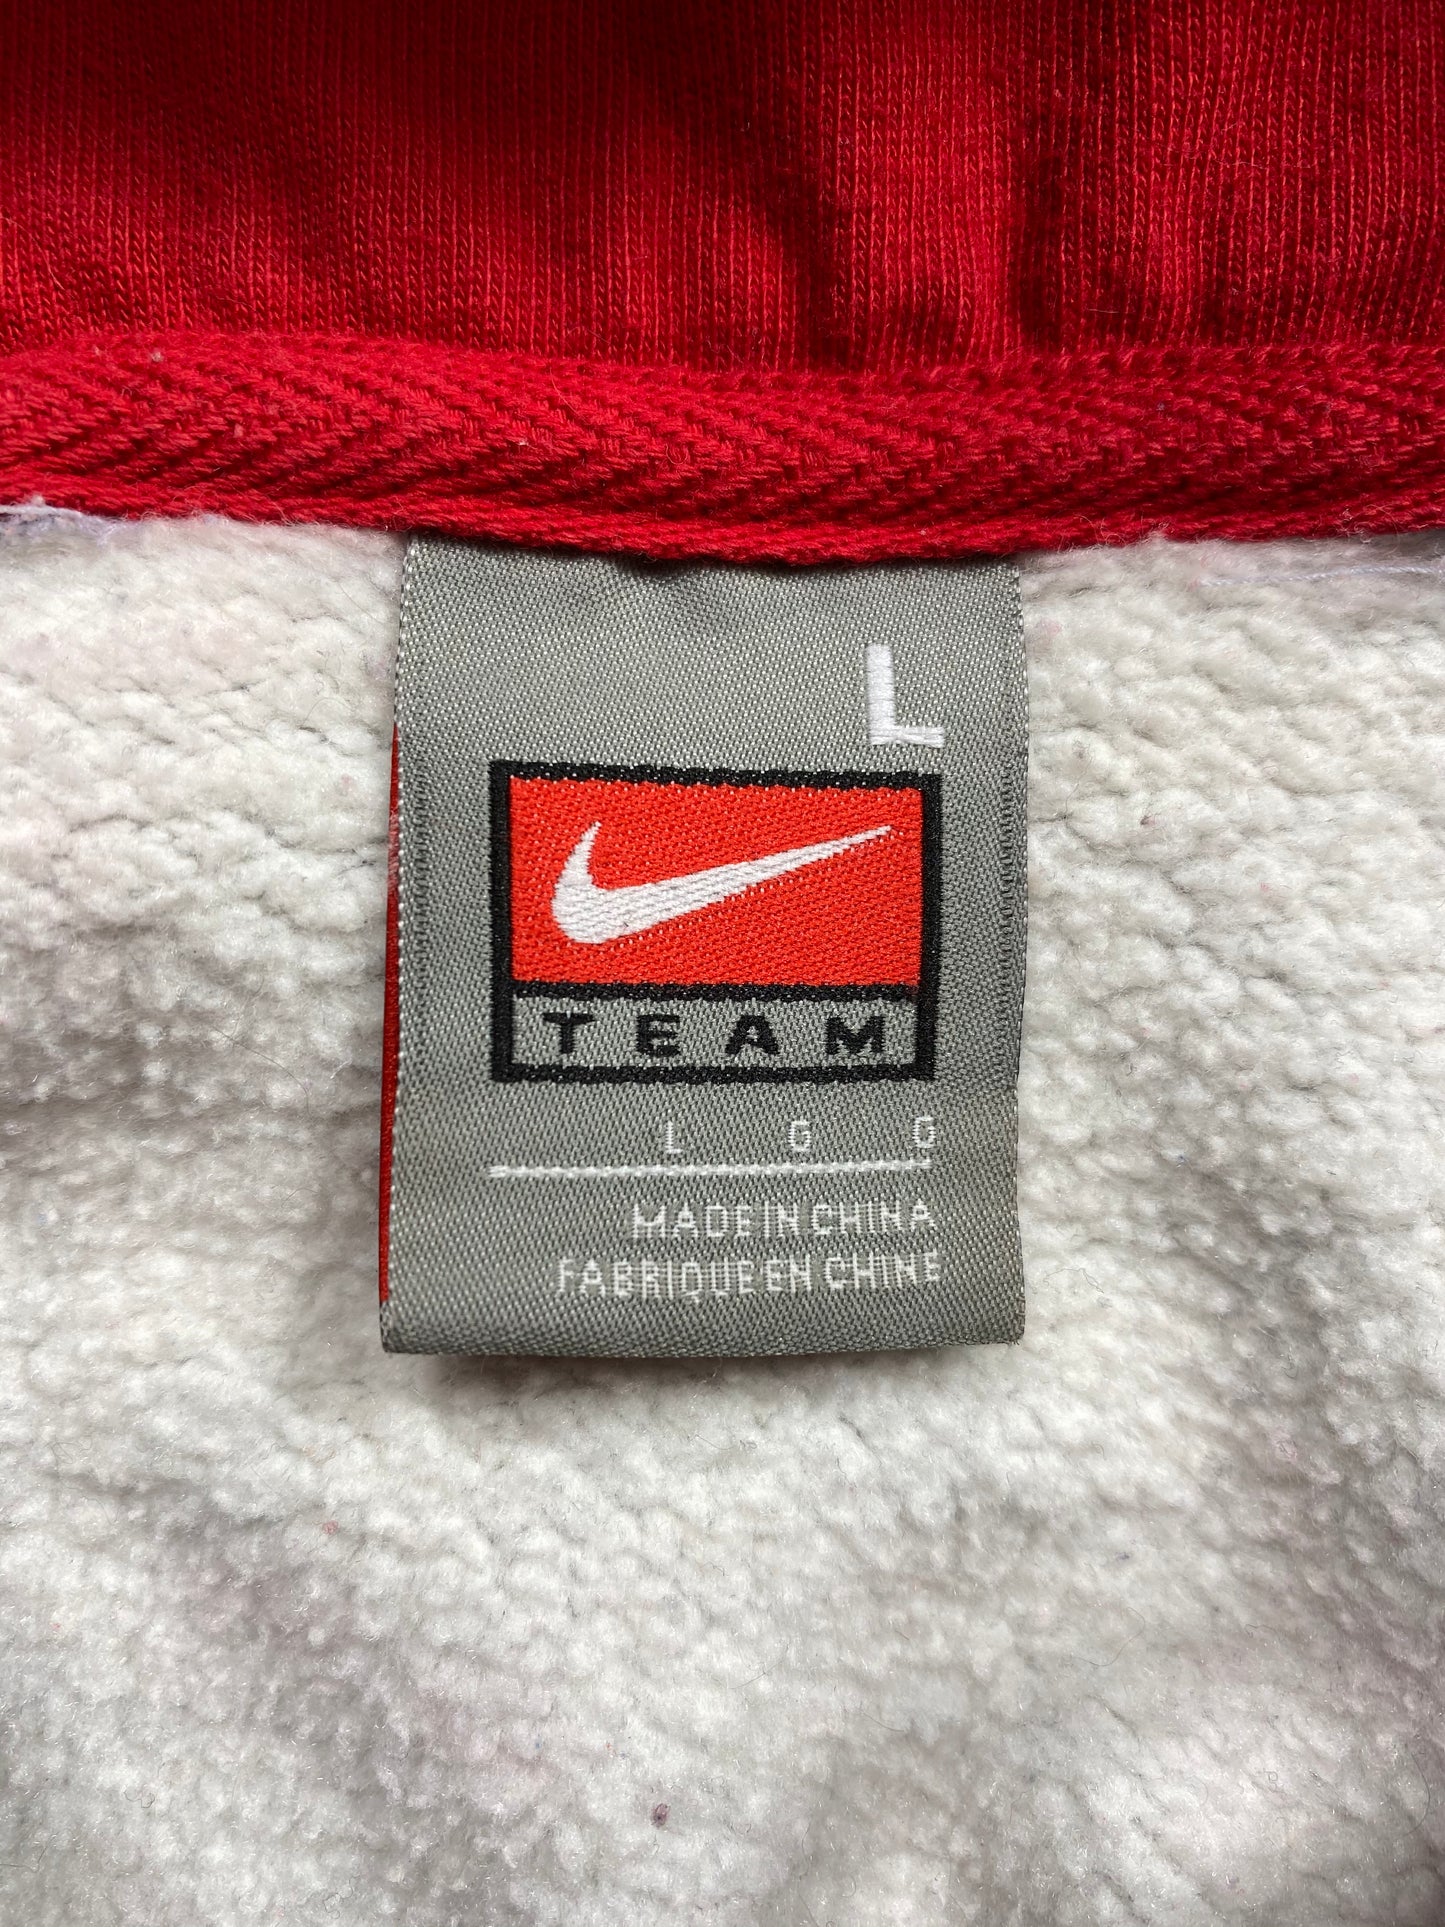 L
TEAM
L G G
MADE IN CHINA
FABRIQUE EN CHINE